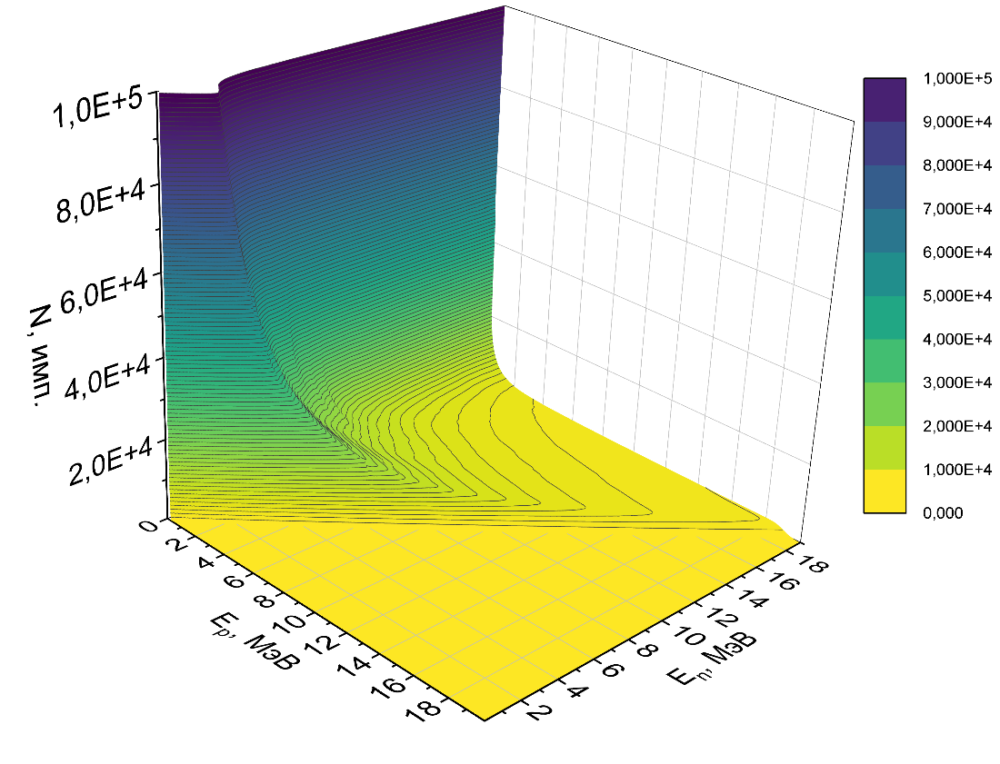 1,0E+5
8,0E+4
6,0E+4
4,0E+4
2,0E+4
N, имп.
0
2
4
6
8
10
12
14
16
18
Ep, МэВ
2
4
6
8
10
12
14
16
18
En, МэВ
1,000E+5
9,000E+4
8,000E+4
7,000E+4
6,000E+4
5,000E+4
4,000E+4
3,000E+4
2,000E+4
1,000E+4
0,000